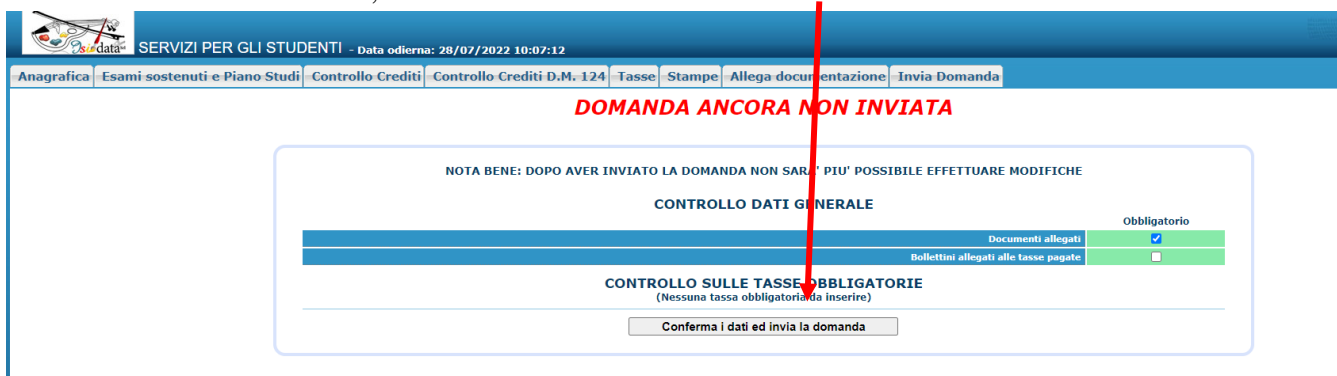 Isidata SERVIZI PER GLI STUDENTI - Data odierna: 28/07/2022 10:07:12
Anagrafica Esami sostenuti e Piano Studi Controllo Crediti Controllo Crediti D.M. 124 Tasse Stampe Allega documentazione Invia Domanda
DOMANDA ANCORA NON INVIATA
NOTA BENE: DOPO AVER INVIATO LA DOMANDA NON SARA' PIU' POSSIBILE EFFETTUARE MODIFICHE
CONTROLLO DATI GENERALE
Obbligatorio
Documenti allegati
Bollettini allegati alle tasse pagate
CONTROLLO SULLE TASSE OBBLIGATORIE
(Nessuna tassa obbligatoria da inserire)
Conferma i dati ed invia la domanda